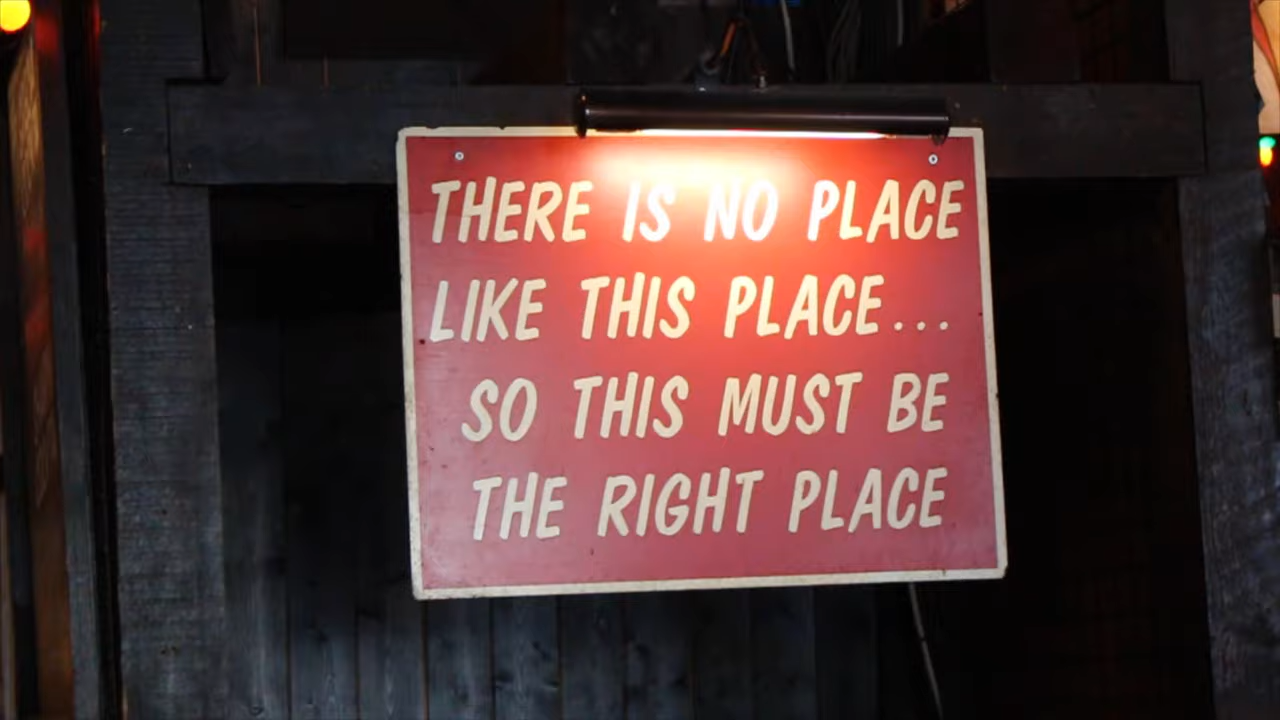 THERE IS NO PLACE
LIKE THIS PLACE...
SO THIS MUST BE
THE RIGHT PLACE